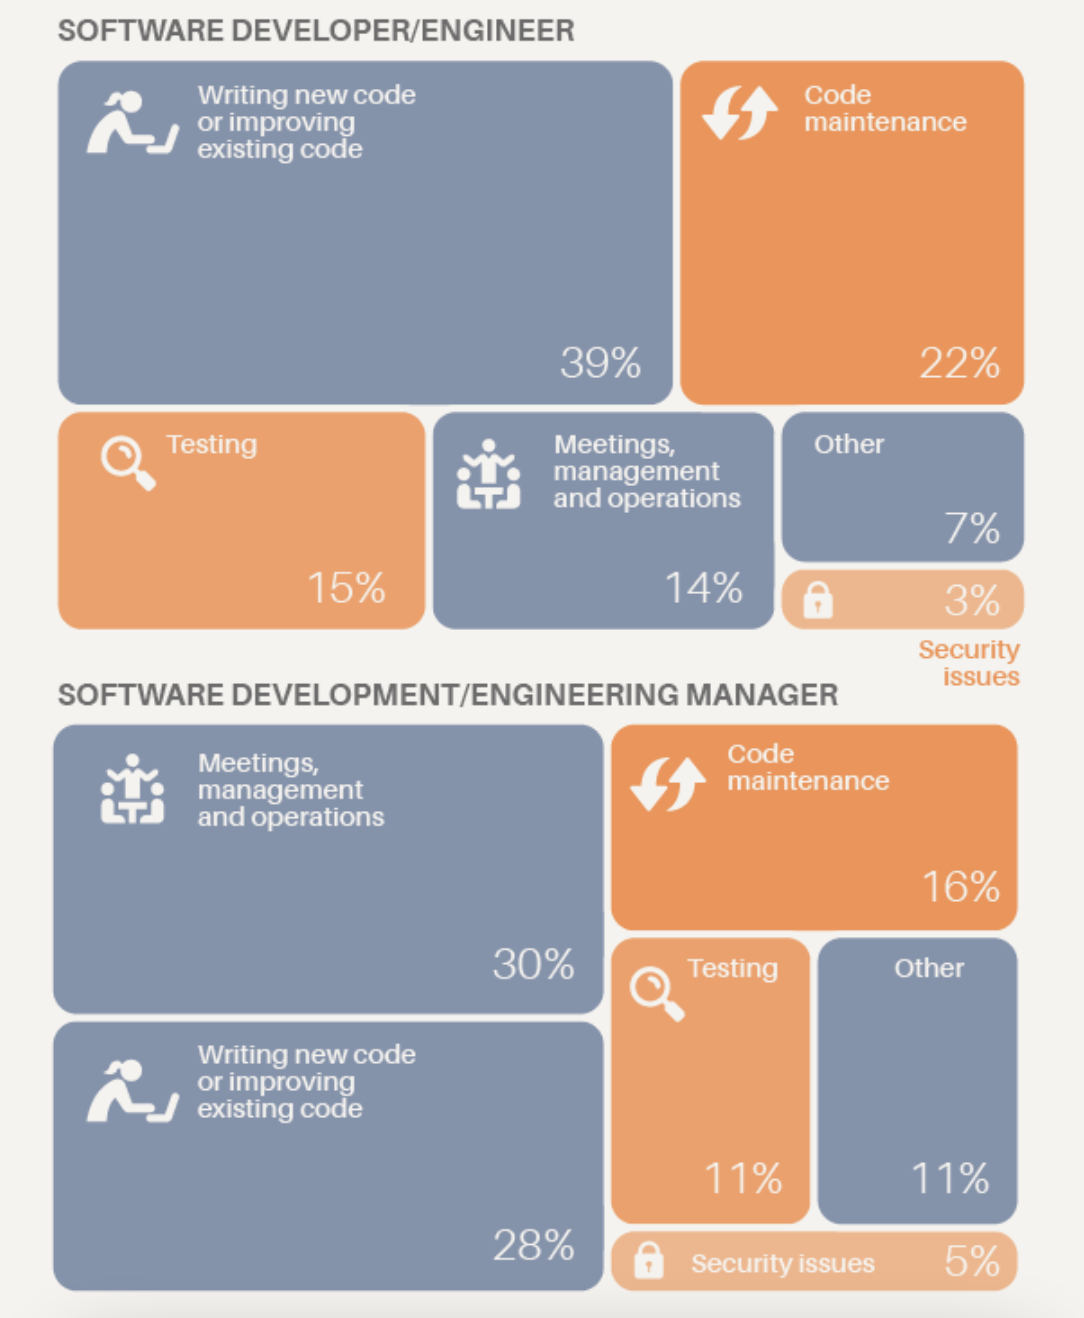 SOFTWARE DEVELOPER/ENGINEER
Writing new code
or improving
existing code
39%
Code
maintenance
22%
Testing
15%
Meetings,
management
and operations
14%
Other
7%
3%
Security
issues
SOFTWARE DEVELOPMENT/ENGINEERING MANAGER
Meetings,
management
and operations
30%
Writing new code
or improving
existing code
28%
Code
maintenance
16%
Testing
11%
Other
11%
Security issues 5%